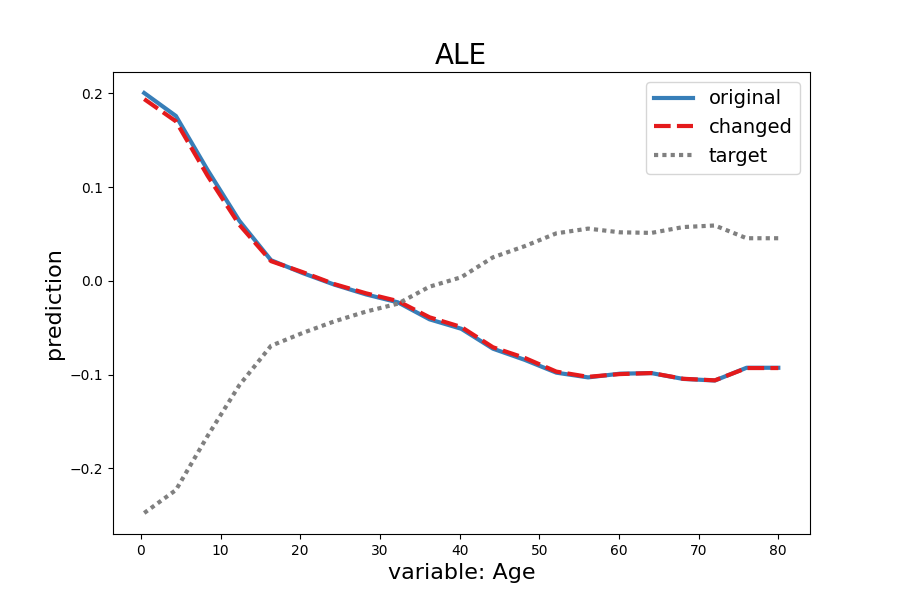 ALE
original
changed
target
prediction
0.2
0.1
0.0
−0.1
−0.2
0 10 20 30 40 50 60 70 80
variable: Age